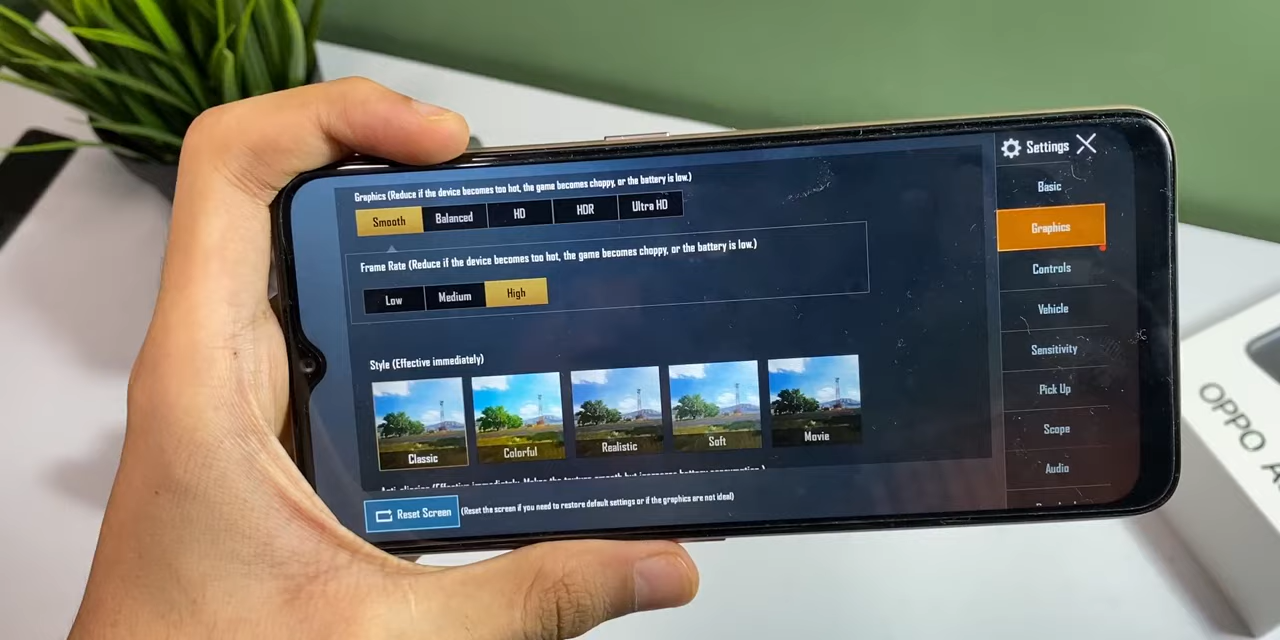 Graphics (Reduce if the device becomes too hot, the game becomes choppy, or the battery is low.)
Smooth Balanced HD HDR Ultra HD
Frame Rate (Reduce if the device becomes too hot, the game becomes choppy, or the battery is low.)
Low Medium High
Style (Effective immediately)
Classic Colorful Realistic Soft Movie
Reset Screen (Reset the screen if you need to restore default settings or if the graphics are not ideal)
Settings
Basic
Graphics
Controls
Vehicle
Sensitivity
Pick Up
Scope
Audio
OPPO